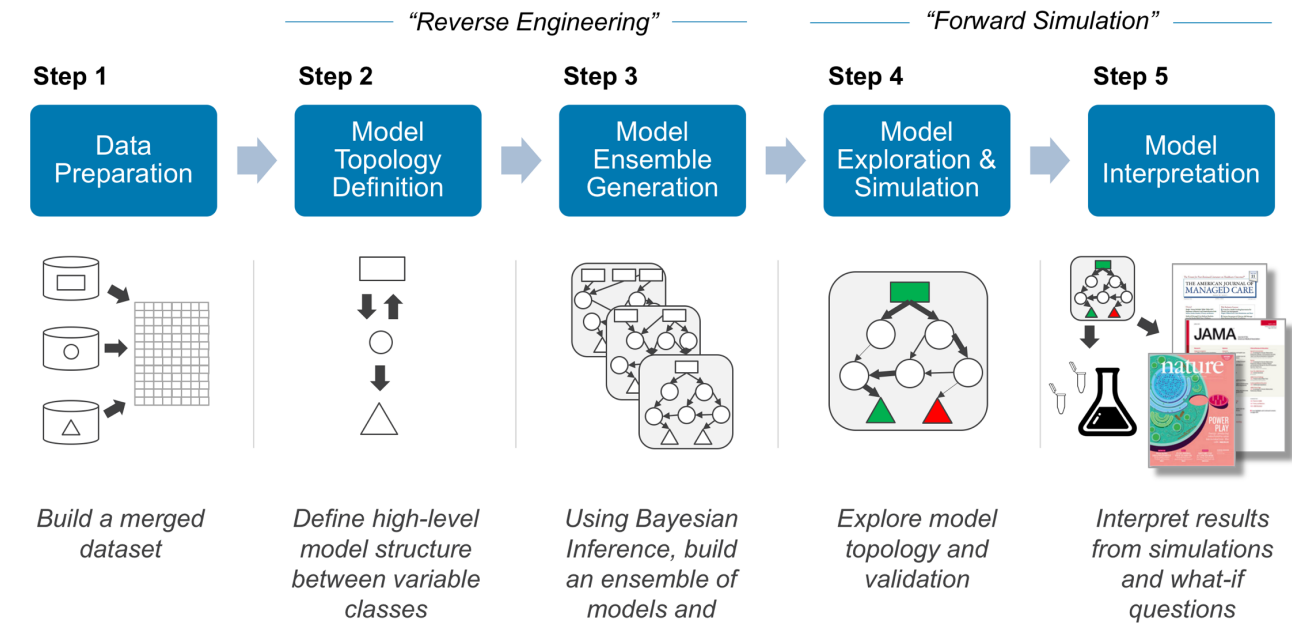 “Reverse Engineering”
“Forward Simulation”
Step 1
Step 2
Step 3
Step 4
Step 5
Data
Preparation
Model
Topology
Definition
Model
Ensemble
Generation
Model
Exploration &
Simulation
Model
Interpretation
THE AMERICAN JOURNAL OF
MANAGED CARE
JAMA
nature
POWER
PLAY
Build a merged
dataset
Define high-level
model structure
between variable
classes
Using Bayesian
Inference, build
an ensemble of
models and
Explore model
topology and
validation
Interpret results
from simulations
and what-if
questions